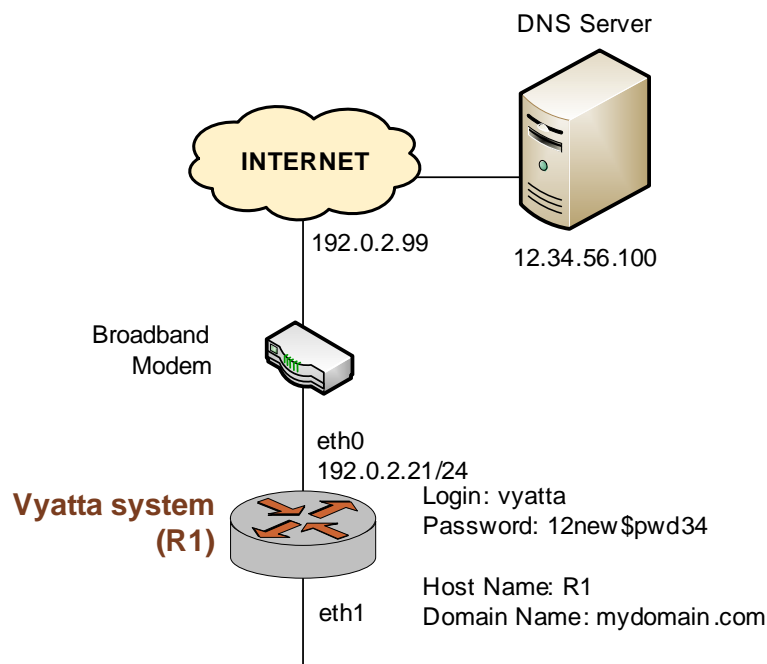 DNS Server
INTERNET
192.0.2.99
12.34.56.100
Broadband
Modem
eth0
192.0.2.21/24
Vyatta system
(R1)
Login: vyatta
Password: 12new$pwd34
Host Name: R1
Domain Name: mydomain.com
eth1